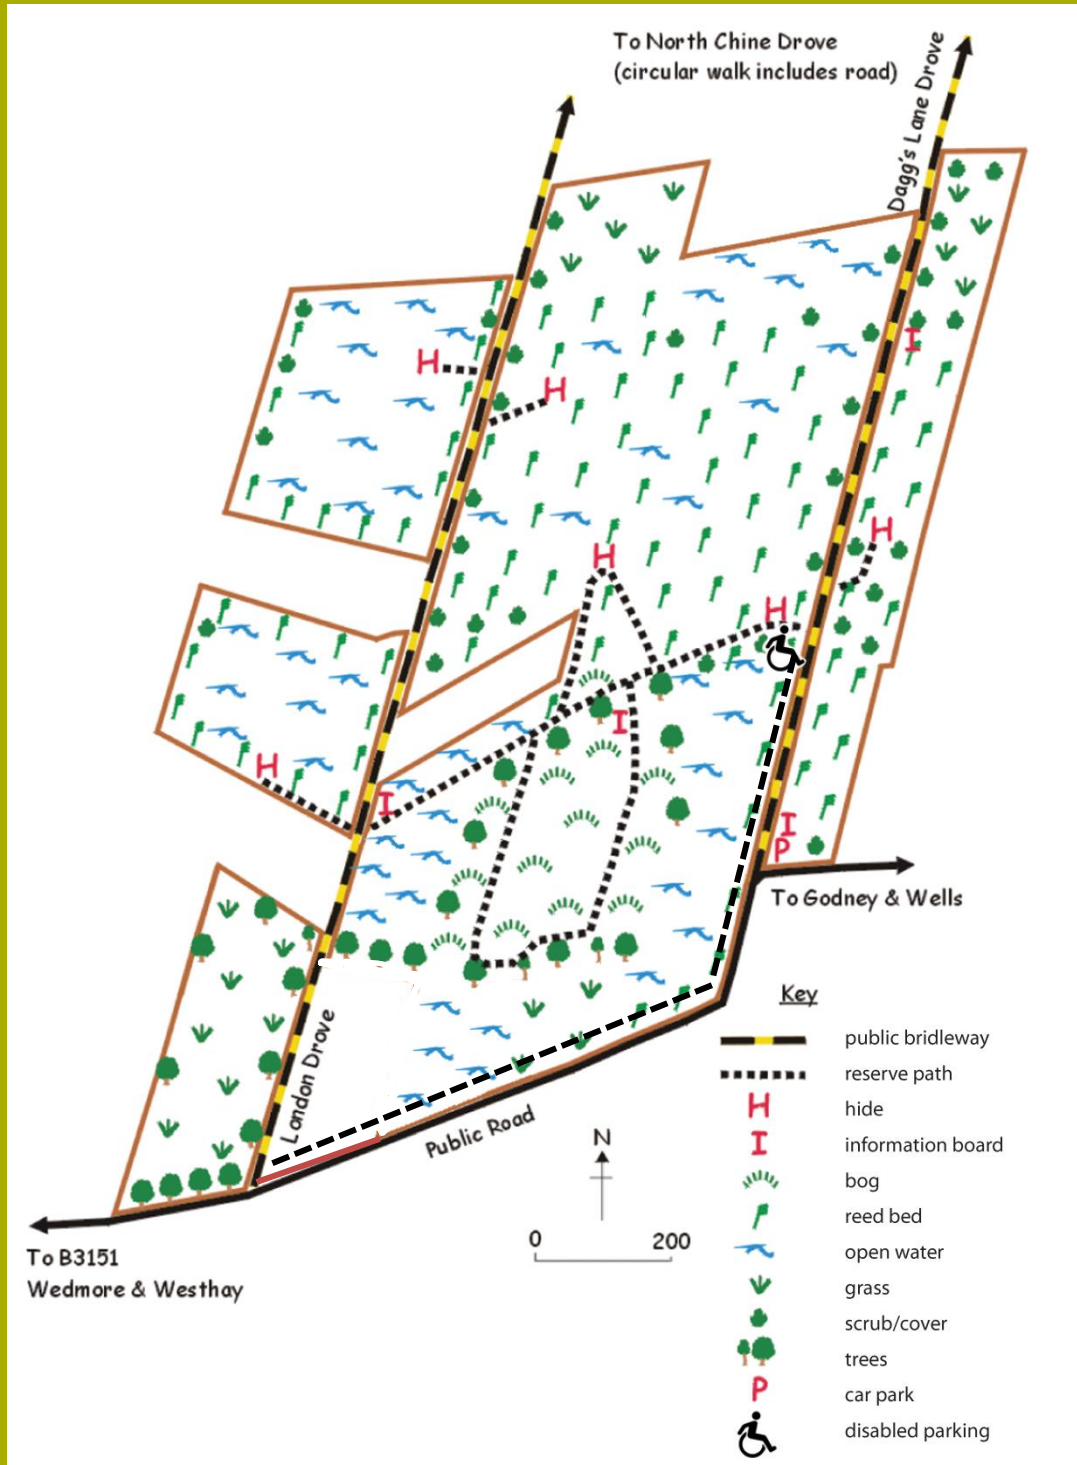 To North Chine Drove
(circular walk includes road)
Dagg's Lane Drove
H
H
I
H
H
H
I
H
I
I
P
To Godney & Wells
London Drove
Public Road
N
0 200
To B3151
Wedmore & Westhay
Key
public bridleway
reserve path
H hide
I information board
bog
reed bed
open water
grass
scrub/cover
trees
P car park
disabled parking